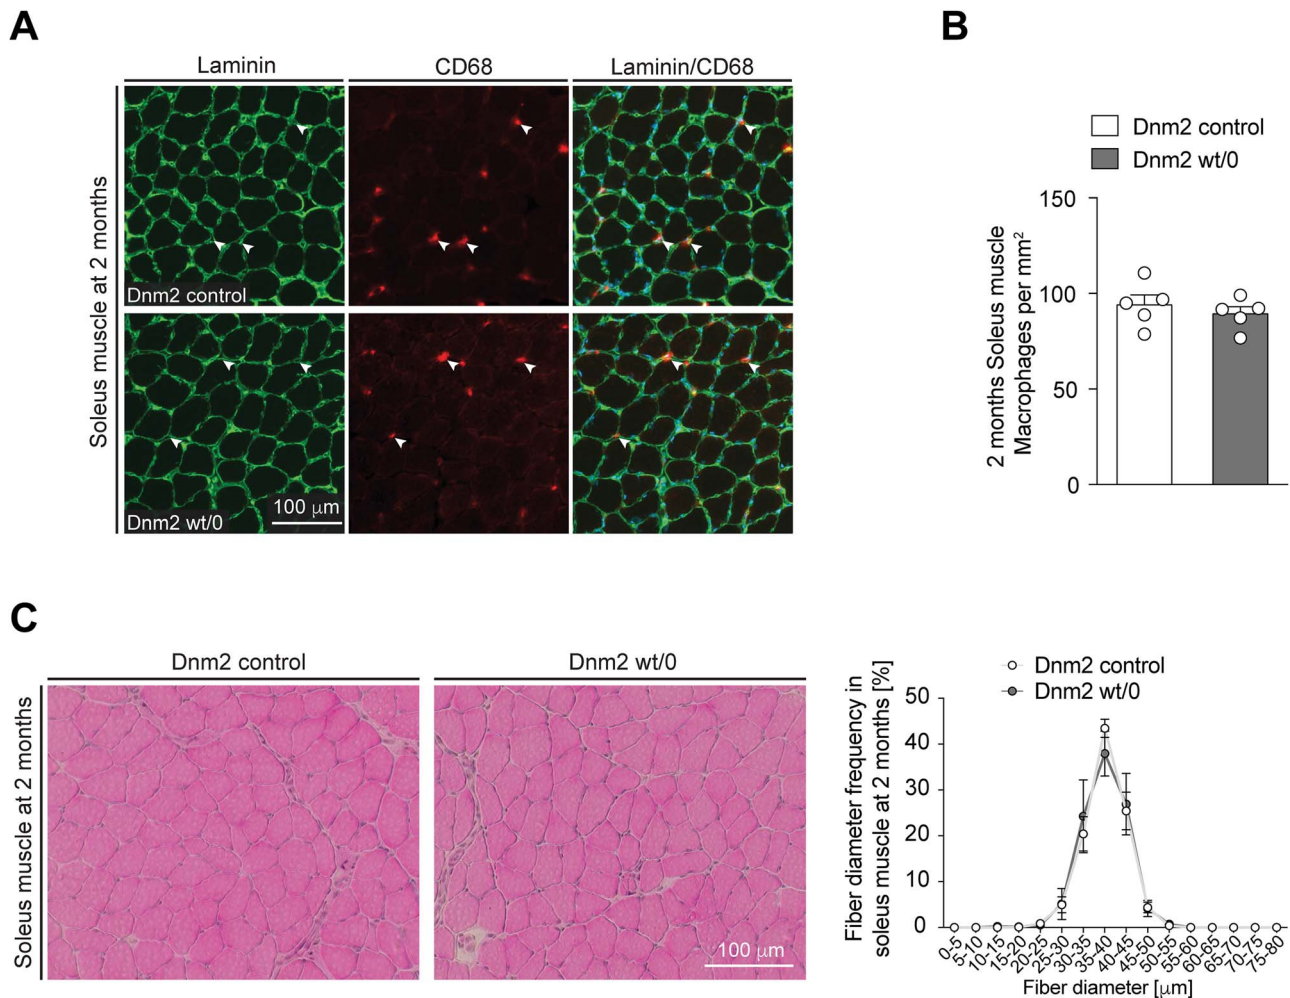 A
Laminin
CD68
Laminin/CD68
Soleus muscle at 2 months
Dnm2 control
Dnm2 wt/0
100 μm
B
Dnm2 control
Dnm2 wt/0
2 months Soleus muscle
Macrophages per mm²
150
100
50
0
C
Dnm2 control
Dnm2 wt/0
Soleus muscle at 2 months
100 μm
Dnm2 control
Dnm2 wt/0
Fiber diameter frequency in
soleus muscle at 2 months [%]
50
40
30
20
10
0
0-5
5-10
10-15
15-20
20-25
25-30
30-35
35-40
40-45
45-50
50-55
55-60
60-65
65-70
70-75
75-80
Fiber diameter [μm]